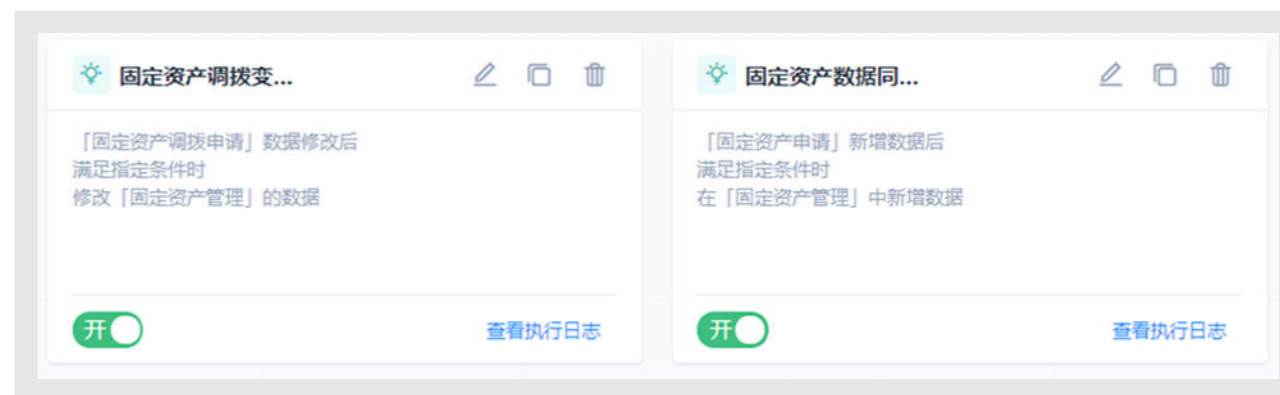 固定资产调拨变...
「固定资产调拨申请」数据修改后
满足指定条件时
修改「固定资产管理」的数据
开
查看执行日志
固定资产数据同...
「固定资产申请」新增数据后
满足指定条件时
在「固定资产管理」中新增数据
开
查看执行日志